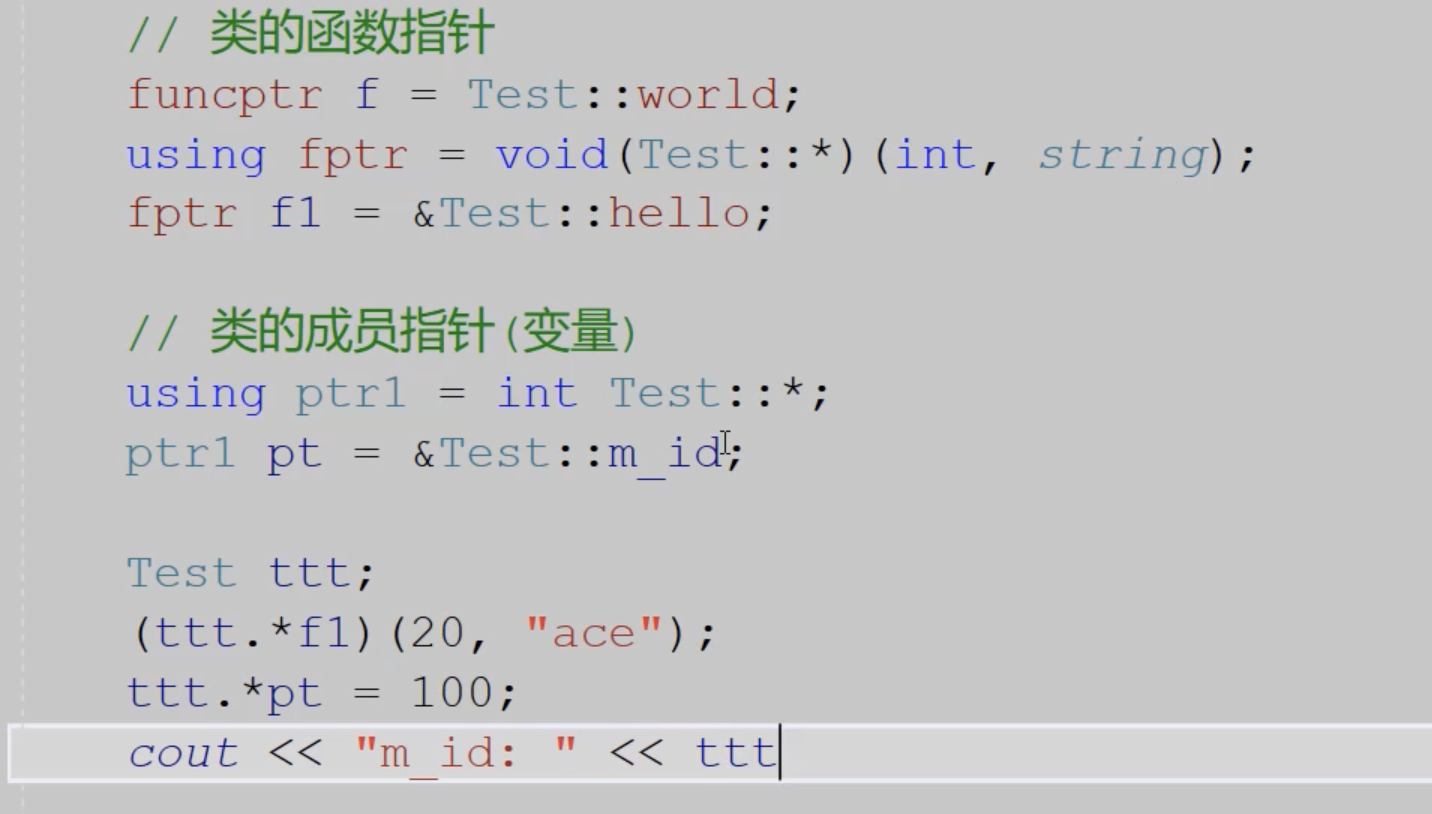 // 类的函数指针
funcptr f = Test::world;
using fptr = void(Test::*)(int, string);
fptr f1 = &Test::hello;
// 类的成员指针(变量)
using ptr1 = int Test::*;
ptr1 pt = &Test::m_id;
Test ttt;
(ttt.*f1)(20, "ace");
ttt.*pt = 100;
cout << "m_id: " << ttt